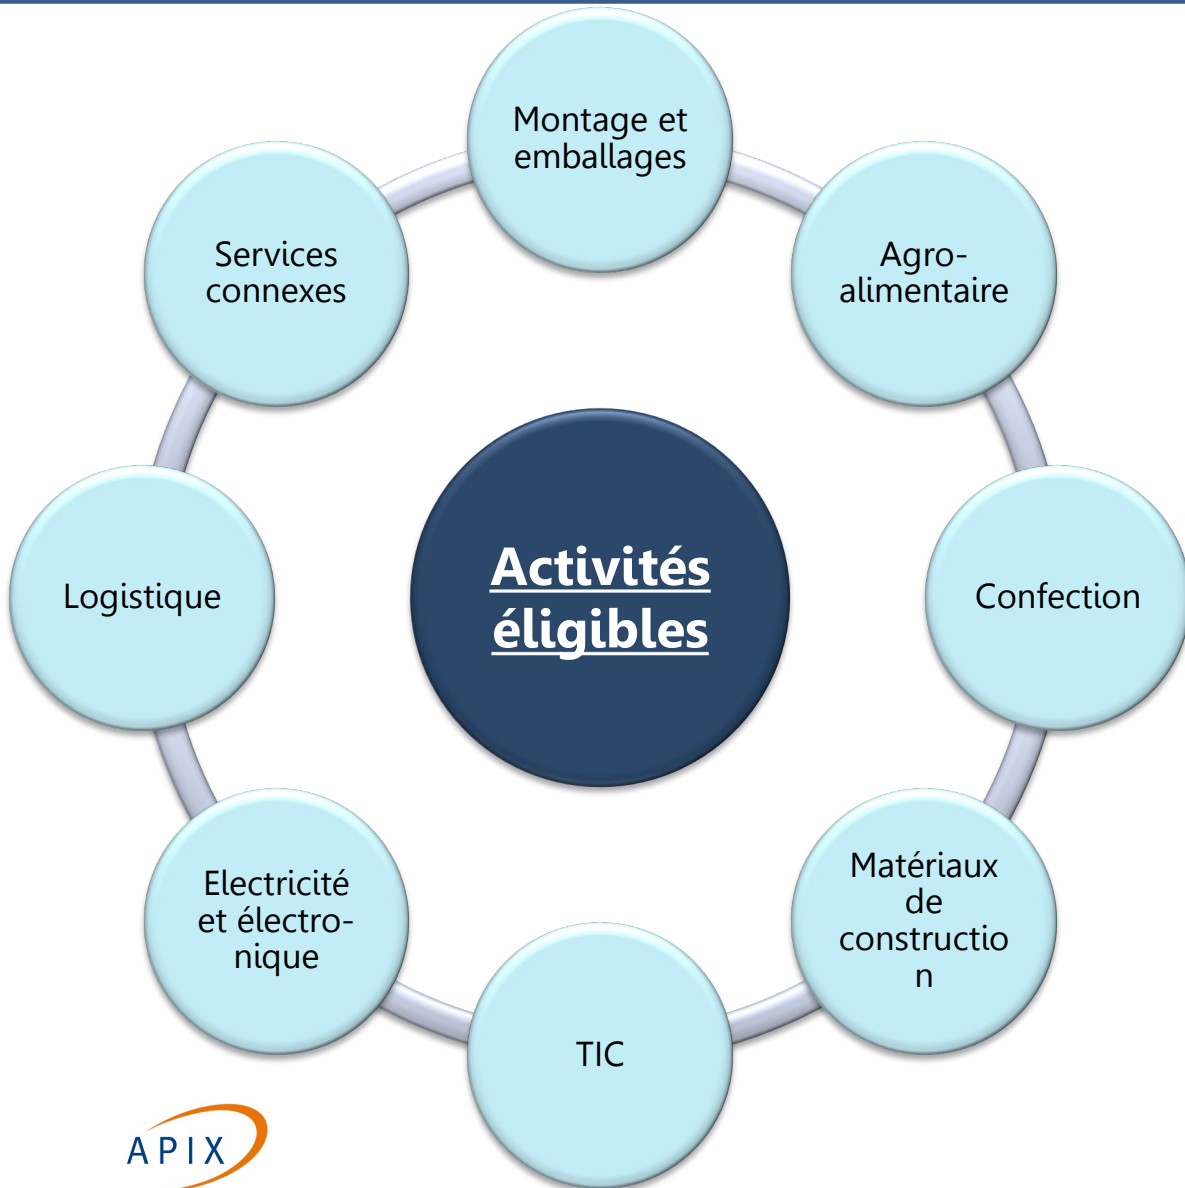 Montage et
emballages
Services
connexes
Agro-
alimentaire
Logistique
Activités
éligibles
Confection
Electricité
et électro-
nique
Matériaux
de
constructio
n
TIC
APIX